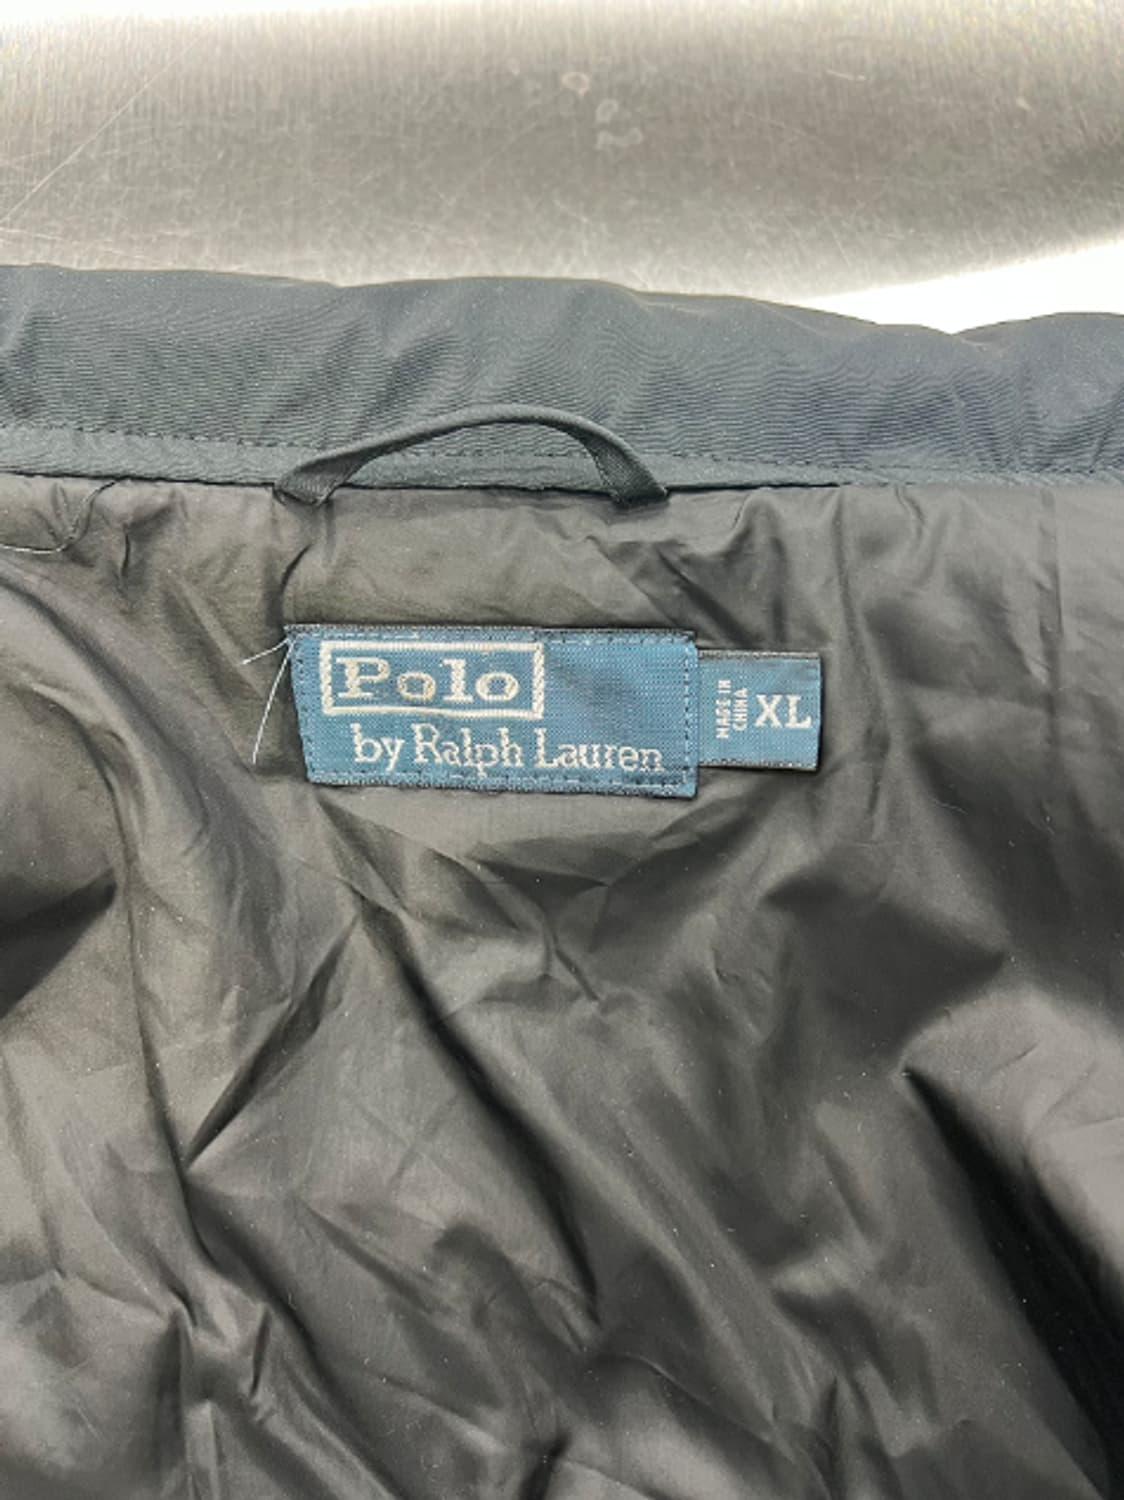 Polo
by Ralph Lauren
MADE IN
CHINA
XL